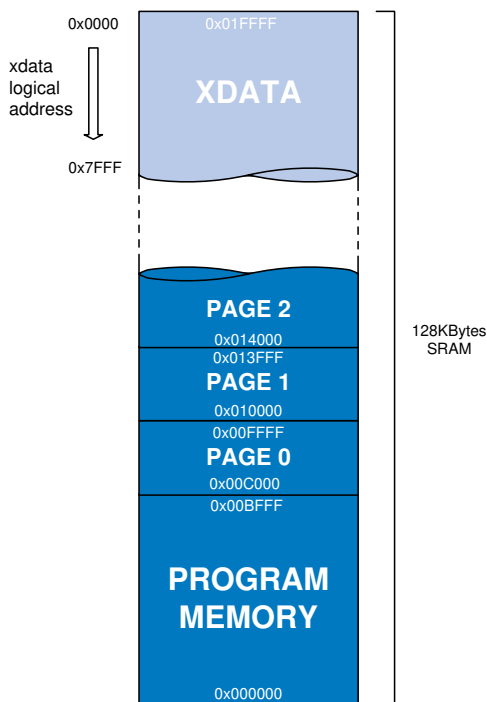 0x0000
0x01FFFF
xdata
logical
address
XDATA
0x7FFF
PAGE 2
0x014000
0x013FFF
PAGE 1
0x010000
0x00FFFF
PAGE 0
0x00C000
0x00BFFF
PROGRAM
MEMORY
0x000000
128KBytes
SRAM